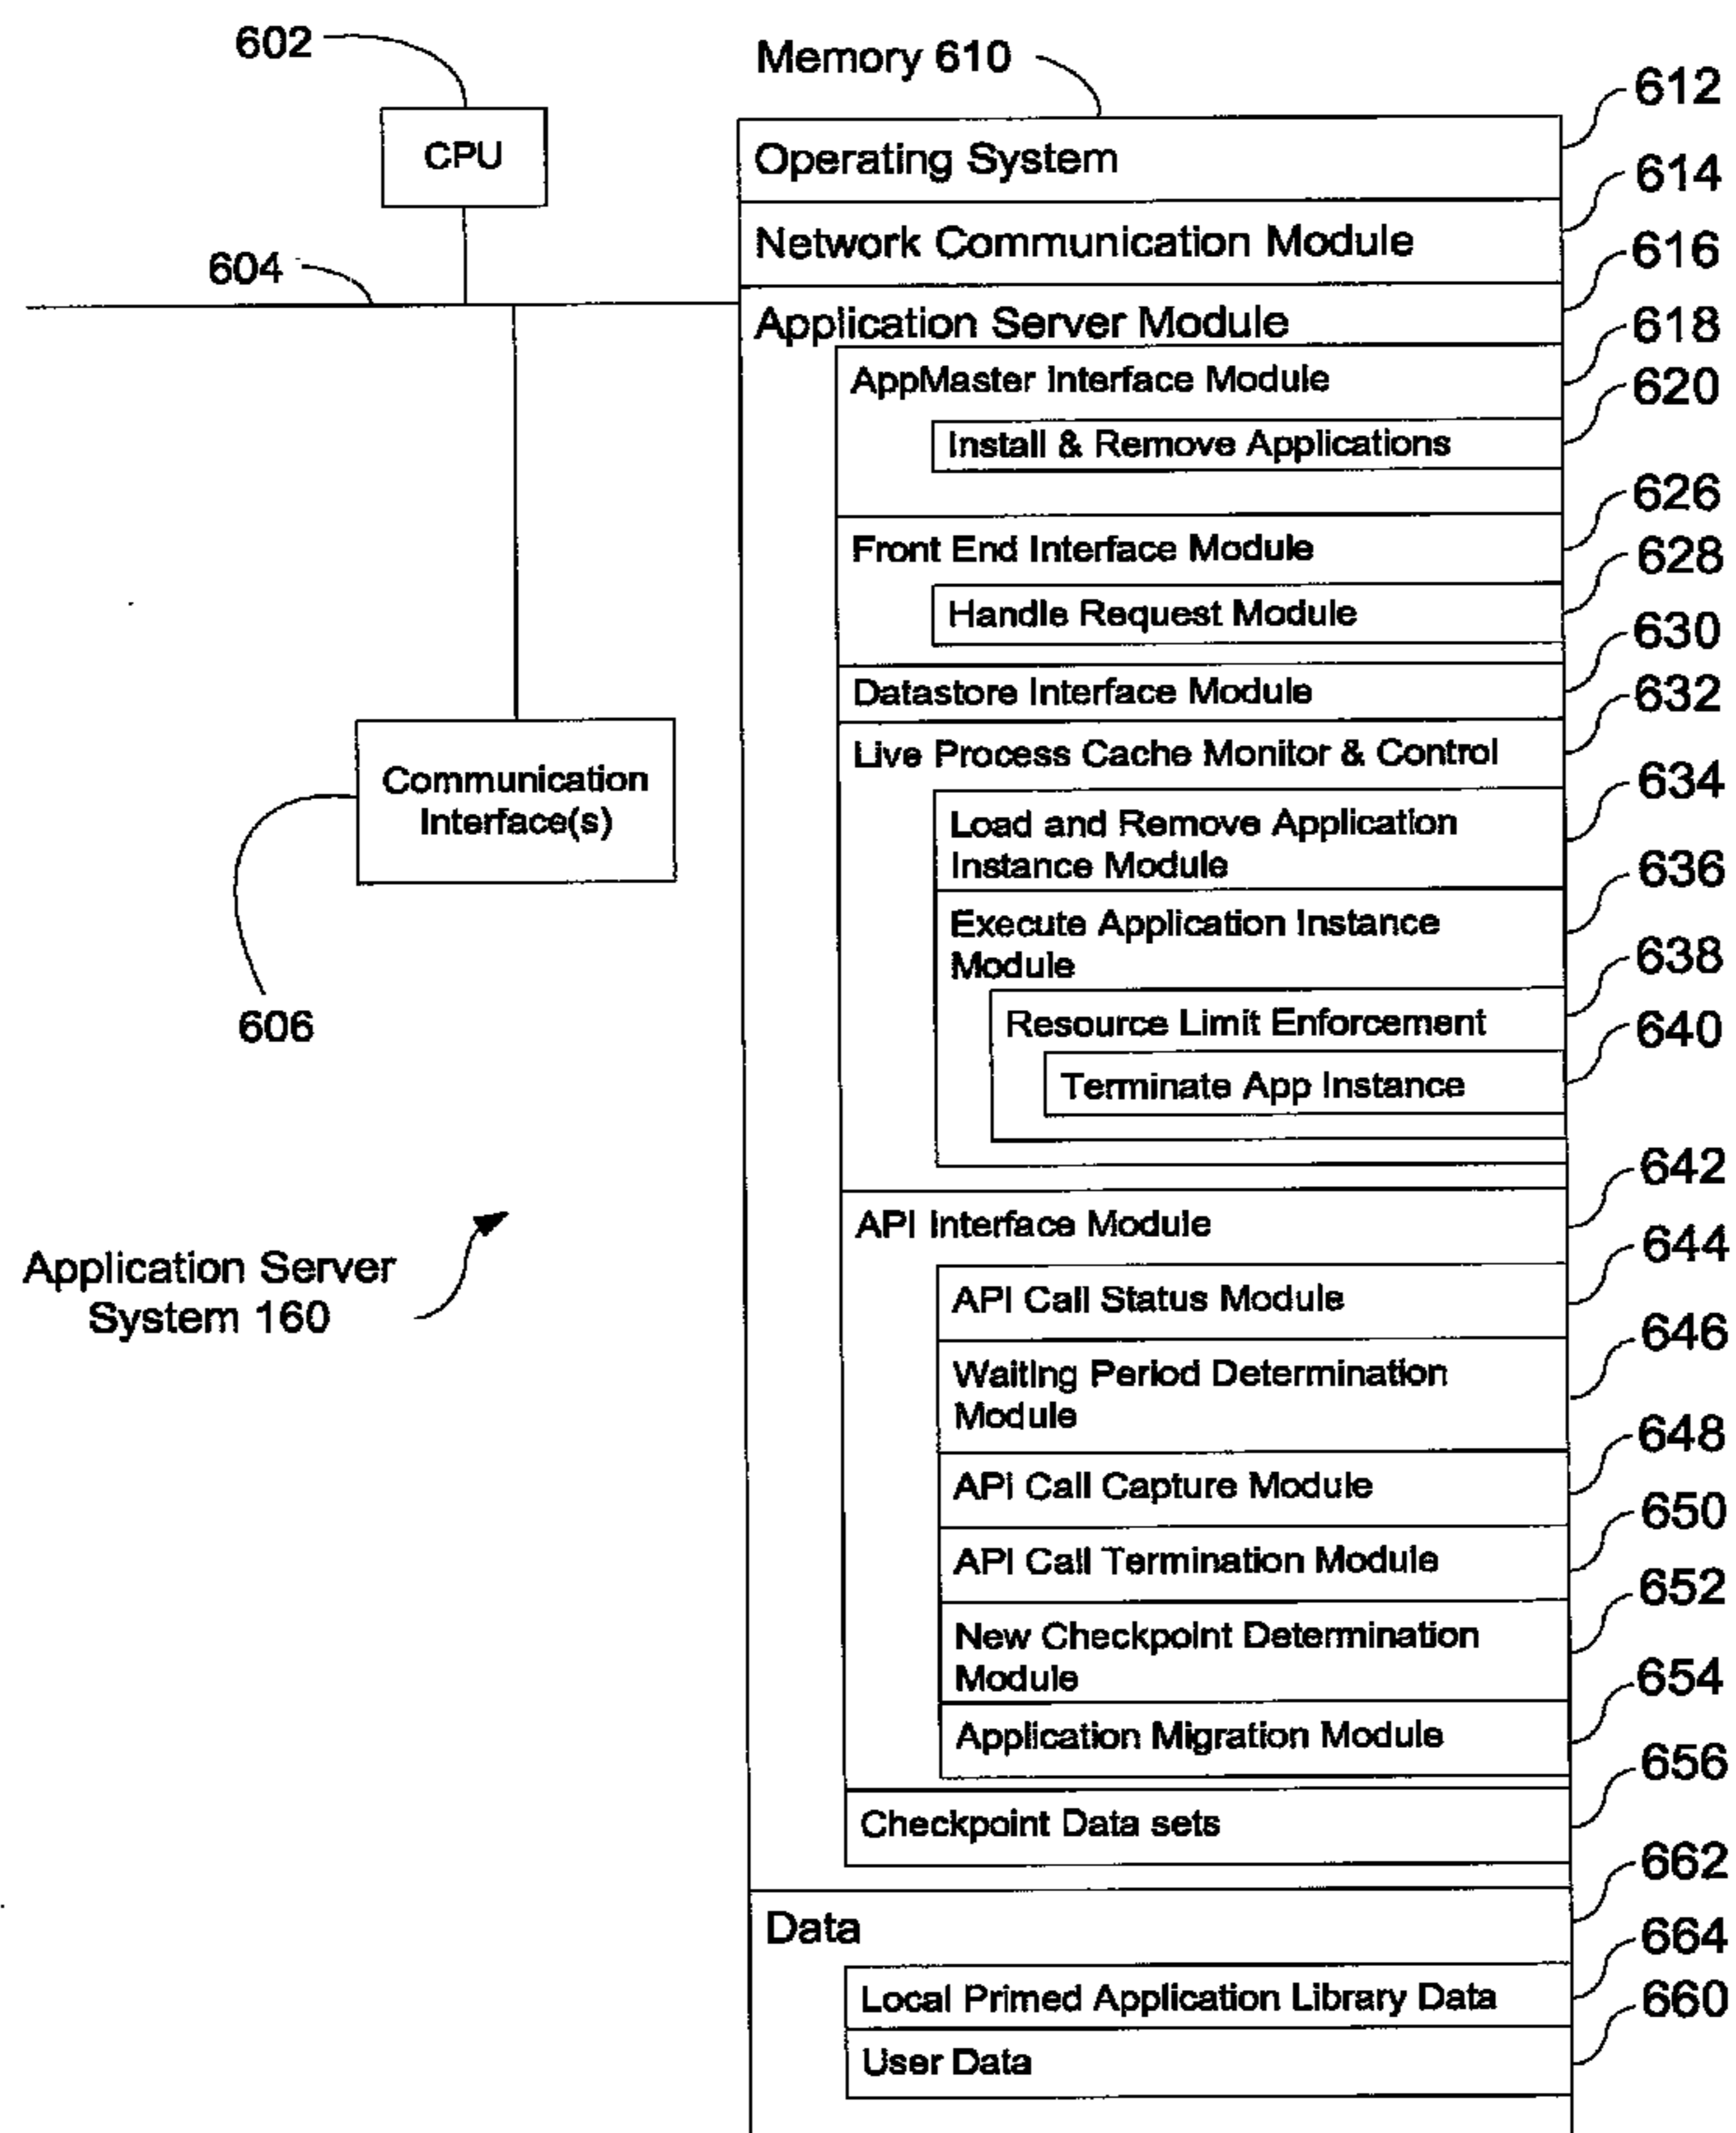 602
CPU
604
Communication
Interface(s)
606
Application Server
System 160
Memory 610
Operating System
612
Network Communication Module
614
Application Server Module
616
AppMaster Interface Module
618
Install & Remove Applications
620
Front End Interface Module
626
Handle Request Module
628
Datastore Interface Module
630
Live Process Cache Monitor & Control
632
Load and Remove Application
Instance Module
634
Execute Application Instance
Module
636
Resource Limit Enforcement
638
Terminate App Instance
640
API Interface Module
642
API Call Status Module
644
Waiting Period Determination
Module
646
API Call Capture Module
648
API Call Termination Module
650
New Checkpoint Determination
Module
652
Application Migration Module
654
Checkpoint Data sets
656
Data
662
Local Primed Application Library Data
664
User Data
660